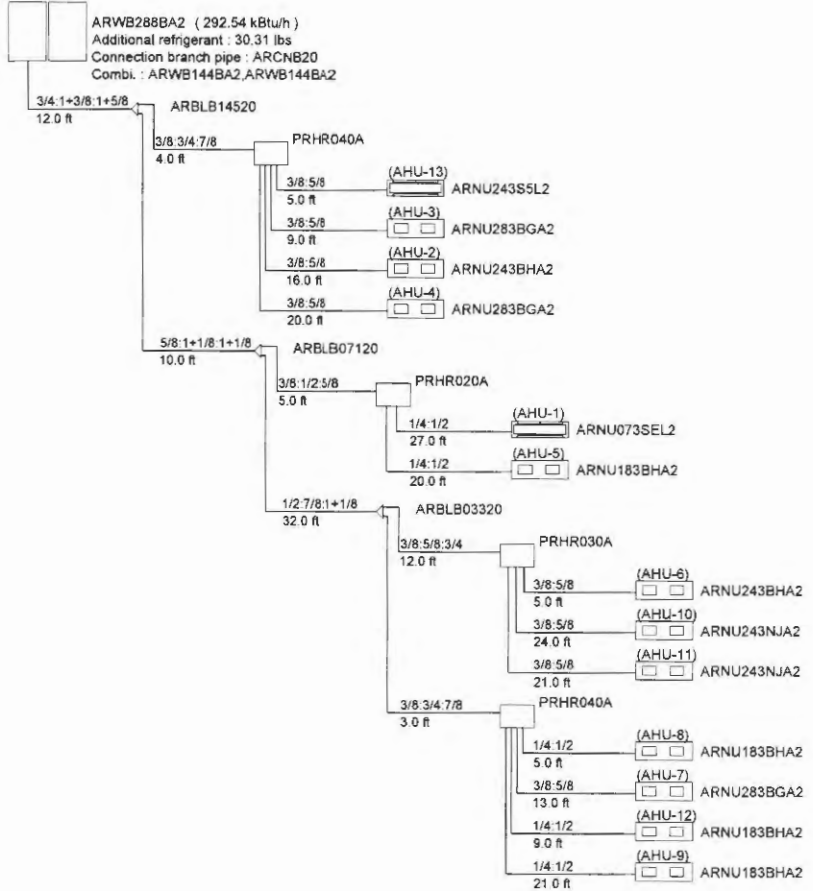 ARWB288BA2 ( 292.54 kBtu/h )
Additional refrigerant : 30.31 lbs
Connection branch pipe : ARCNB20
Combi. : ARWB144BA2,ARWB144BA2
3/4:1+3/8:1+5/8
12.0 ft
ARBLB14520
3/8:3/4:7/8
4.0 ft
PRHR040A
3/8:5/8
5.0 ft
(AHU-13)
ARNU243S5L2
3/8:5/8
9.0 ft
(AHU-3)
ARNU283BGA2
3/8:5/8
16.0 ft
(AHU-2)
ARNU243BHA2
3/8:5/8
20.0 ft
(AHU-4)
ARNU283BGA2
5/8:1+1/8:1+1/8
10.0 ft
ARBLB07120
3/8:1/2:5/8
5.0 ft
PRHR020A
1/4:1/2
27.0 ft
(AHU-1)
ARNU073SEL2
1/4:1/2
20.0 ft
(AHU-5)
ARNU183BHA2
1/2:7/8:1+1/8
32.0 ft
ARBLB03320
3/8:5/8:3/4
12.0 ft
PRHR030A
3/8:5/8
5.0 ft
(AHU-6)
ARNU243BHA2
3/8:5/8
24.0 ft
(AHU-10)
ARNU243NJA2
3/8:5/8
21.0 ft
(AHU-11)
ARNU243NJA2
3/8:3/4:7/8
3.0 ft
PRHR040A
1/4:1/2
5.0 ft
(AHU-8)
ARNU183BHA2
3/8:5/8
13.0 ft
(AHU-7)
ARNU283BGA2
1/4:1/2
9.0 ft
(AHU-12)
ARNU183BHA2
1/4:1/2
21.0 ft
(AHU-9)
ARNU183BHA2